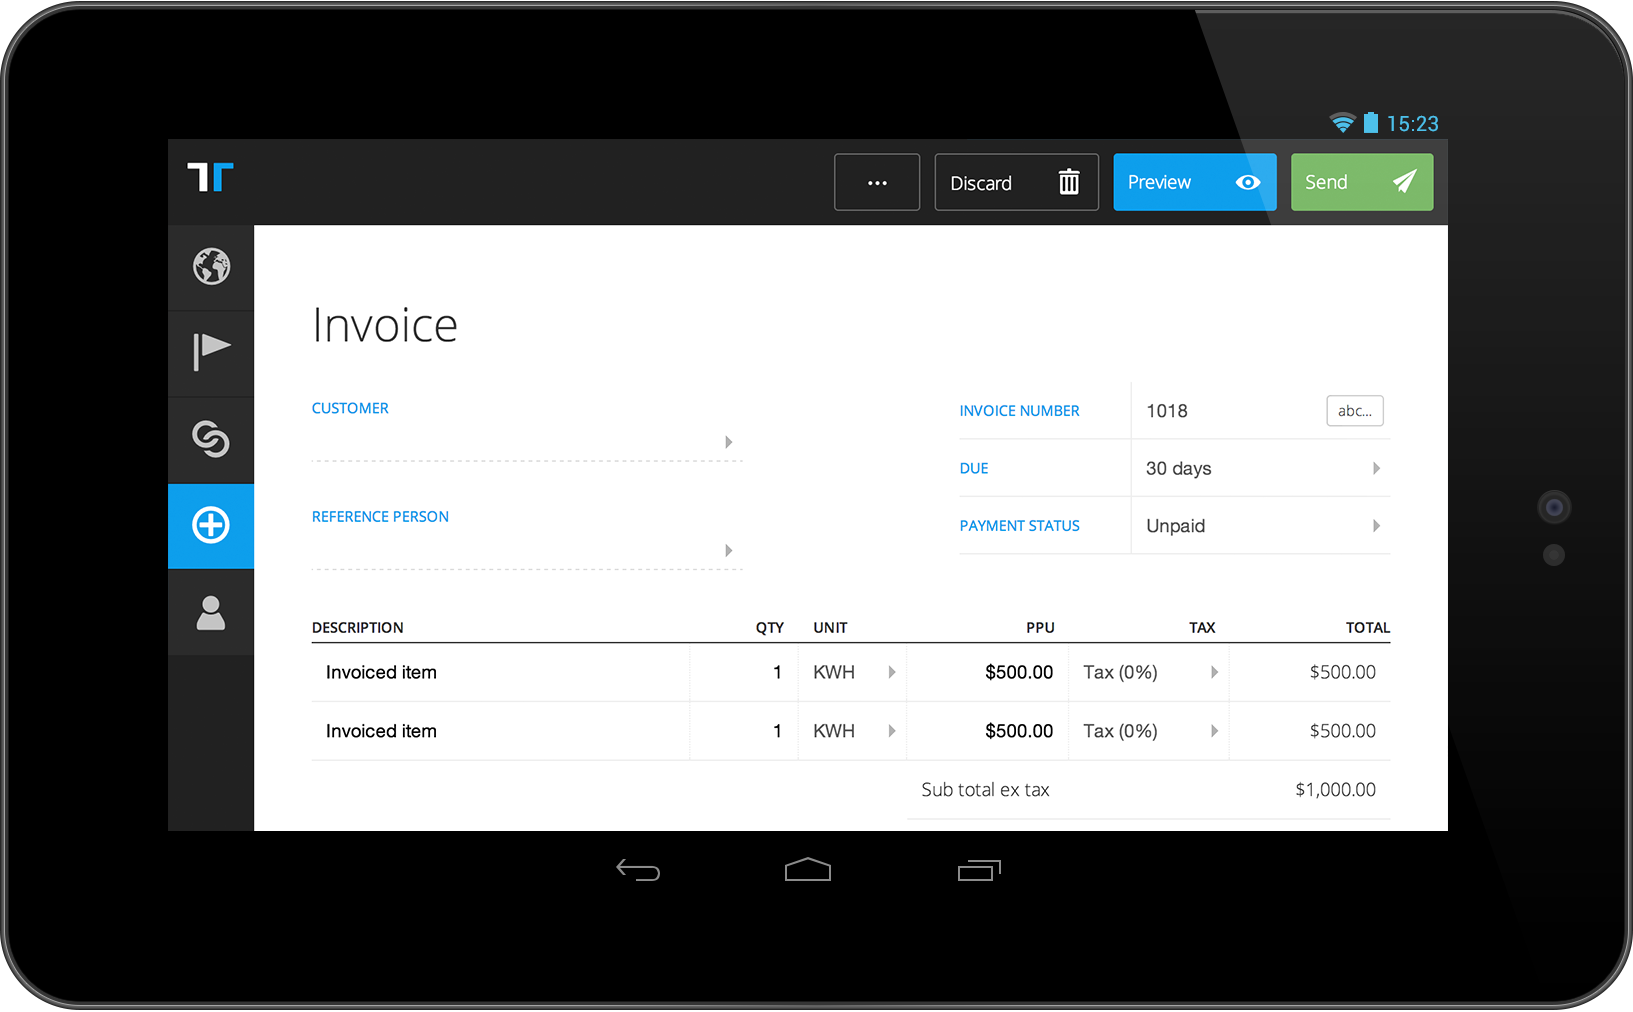 15:23
... Discard Preview Send
Invoice
CUSTOMER
REFERENCE PERSON
INVOICE NUMBER 1018 abc...
DUE 30 days
PAYMENT STATUS Unpaid
DESCRIPTION QTY UNIT PPU TAX TOTAL
Invoiced item 1 KWH $500.00 Tax (0%) $500.00
Invoiced item 1 KWH $500.00 Tax (0%) $500.00
Sub total ex tax $1,000.00